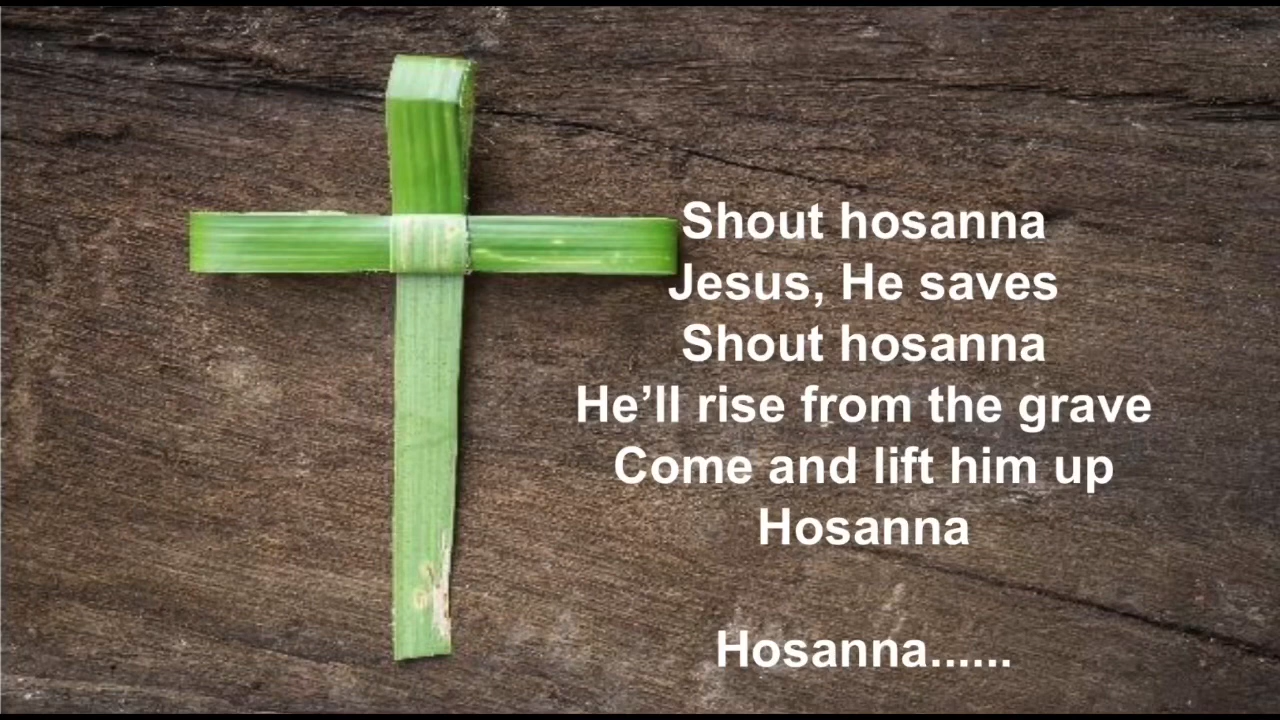 Shout hosanna
Jesus, He saves
Shout hosanna
He’ll rise from the grave
Come and lift him up
Hosanna
Hosanna......